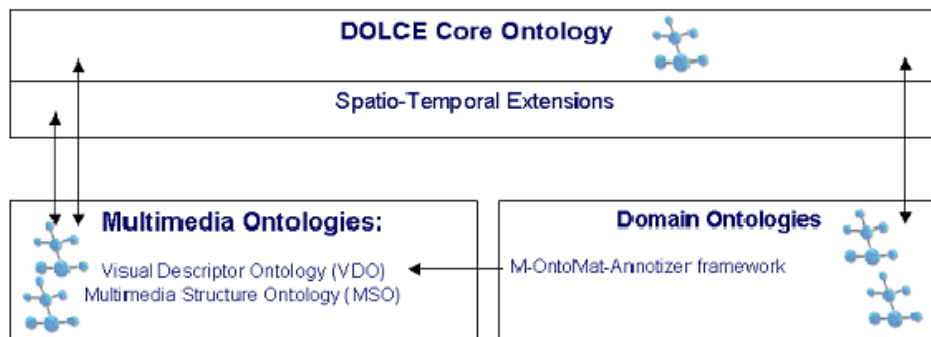 DOLCE Core Ontology
Spatio-Temporal Extensions
Multimedia Ontologies:
Visual Descriptor Ontology (VDO)
Multimedia Structure Ontology (MSO)
Domain Ontologies
M-OntoMat-Annotizer framework